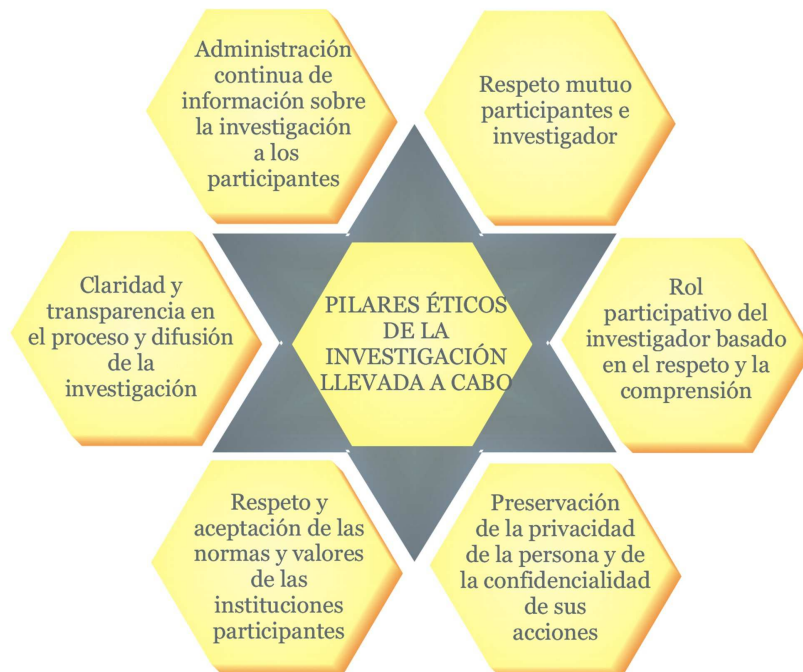 Administración
continua de
información sobre
la investigación
a los
participantes
Respeto mutuo
participantes e
investigador
Claridad y
transparencia en
el proceso y difusión
de la
investigación
PILARES ÉTICOS
DE LA
INVESTIGACIÓN
LLEVADA A CABO
Rol
participativo del
investigador basado
en el respeto y la
comprensión
Respeto y
aceptación de las
normas y valores
de las
instituciones
participantes
Preservación
de la privacidad
de la persona y de
la confidencialidad
de sus
acciones